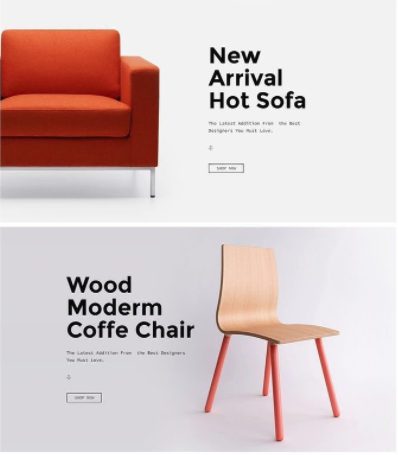 New
Arrival
Hot Sofa
The Latest Addition From the Best
Designers You Must Love.
SHOP NOW
Wood
Moderm
Coffe Chair
The Latest Addition From the Best Designers
You Must Love.
SHOP NOW